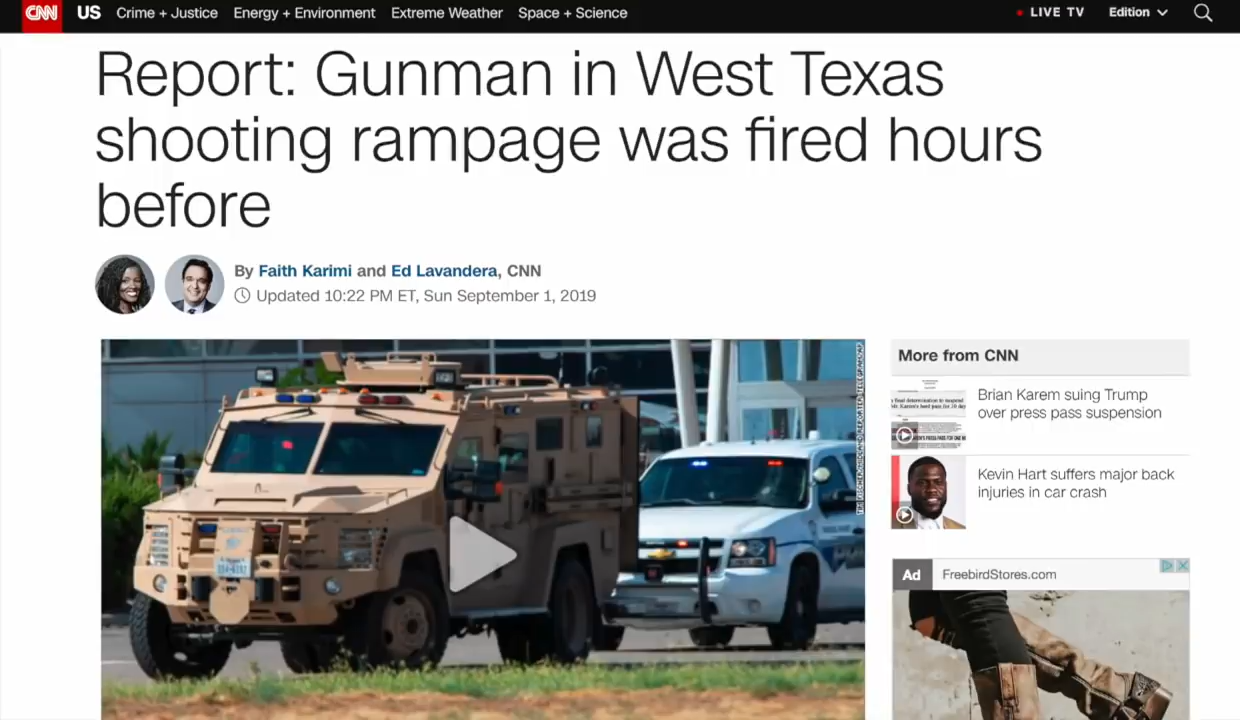 CNN US Crime + Justice Energy + Environment Extreme Weather Space + Science LIVE TV Edition
Report: Gunman in West Texas
shooting rampage was fired hours
before
By Faith Karimi and Ed Lavandera, CNN
Updated 10:22 PM ET, Sun September 1, 2019
More from CNN
Brian Karem suing Trump
over press pass suspension
Kevin Hart suffers major back
injuries in car crash
Ad FreebirdStores.com